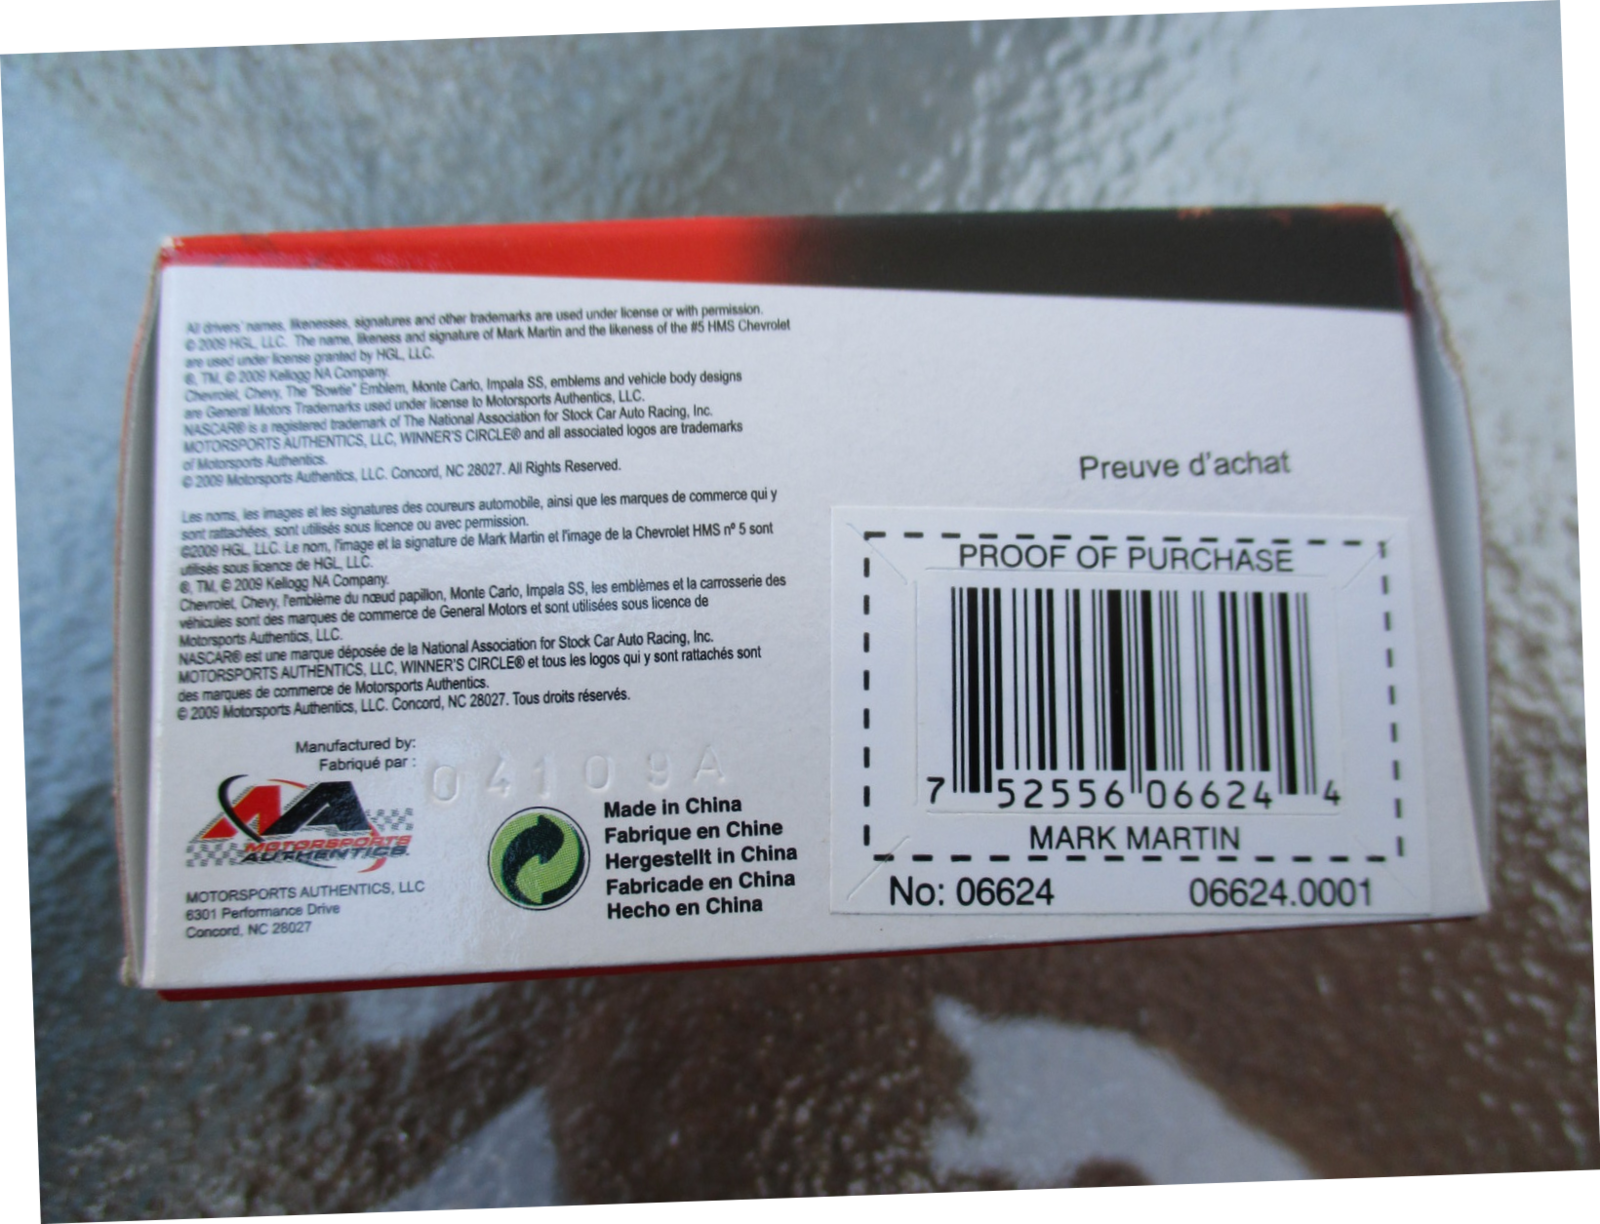 All drivers' names, likenesses, signatures and other trademarks are used under license or with permission.
© 2009 HGL, LLC. The name, likeness and signature of Mark Martin and the likeness of the #5 HMS Chevrolet
are used under license granted by HGL, LLC.
®, TM, © 2009 Kellogg NA Company.
Chevrolet, Chevy, The "Bowtie" Emblem, Monte Carlo, Impala SS, emblems and vehicle body designs
are General Motors Trademarks used under license to Motorsports Authentics, LLC.
NASCAR® is a registered trademark of The National Association for Stock Car Auto Racing, Inc.
MOTORSPORTS AUTHENTICS, LLC, WINNER'S CIRCLE® and all associated logos are trademarks
of Motorsports Authentics.
© 2009 Motorsports Authentics, LLC. Concord, NC 28027. All Rights Reserved.
Les noms, les images et les signatures des coureurs automobile, ainsi que les marques de commerce qui y
sont rattachées, sont utilisés sous licence ou avec permission.
©2009 HGL, LLC. Le nom, l'image et la signature de Mark Martin et l'image de la Chevrolet HMS nº 5 sont
utilisés sous licence de HGL, LLC.
®, TM, © 2009 Kellogg NA Company.
Chevrolet, Chevy, l'emblème du nœud papillon, Monte Carlo, Impala SS, les emblèmes et la carrosserie des
véhicules sont des marques de commerce de General Motors et sont utilisées sous licence de
Motorsports Authentics, LLC.
NASCAR® est une marque déposée de la National Association for Stock Car Auto Racing, Inc.
MOTORSPORTS AUTHENTICS, LLC, WINNER'S CIRCLE® et tous les logos qui y sont rattachés sont
des marques de commerce de Motorsports Authentics.
© 2009 Motorsports Authentics, LLC. Concord, NC 28027. Tous droits réservés.
Manufactured by:
Fabriqué par :
04109A
MA
MOTORSPORTS
AUTHENTICS.
MOTORSPORTS AUTHENTICS, LLC
6301 Performance Drive
Concord, NC 28027
Made in China
Fabrique en Chine
Hergestellt in China
Fabricade en China
Hecho en China
Preuve d'achat
PROOF OF PURCHASE
7 52556 06624 4
MARK MARTIN
No: 06624 06624.0001